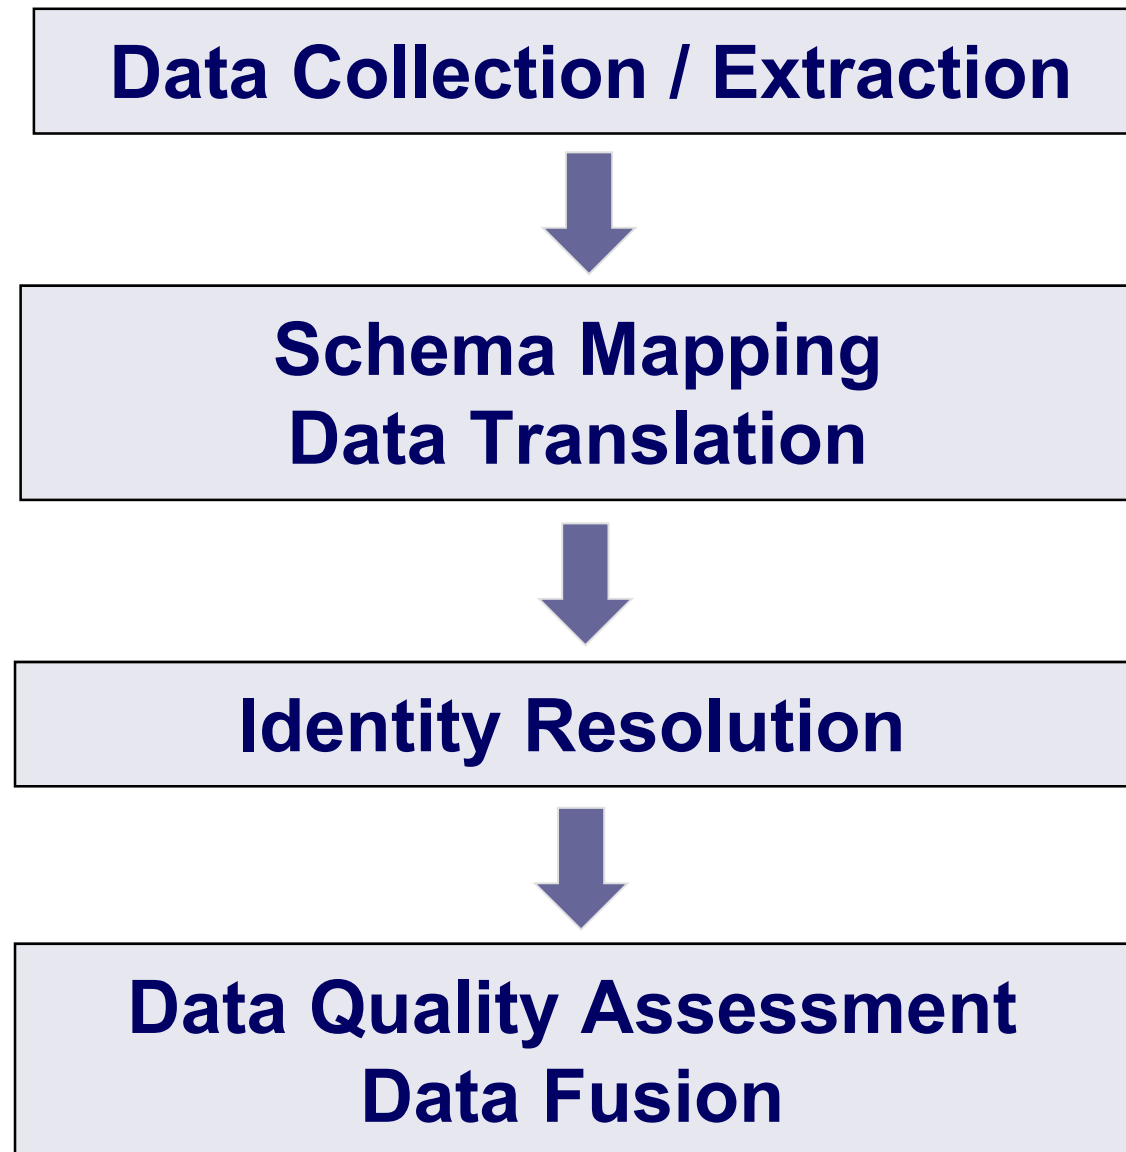 Data Collection / Extraction
Schema Mapping
Data Translation
Identity Resolution
Data Quality Assessment
Data Fusion